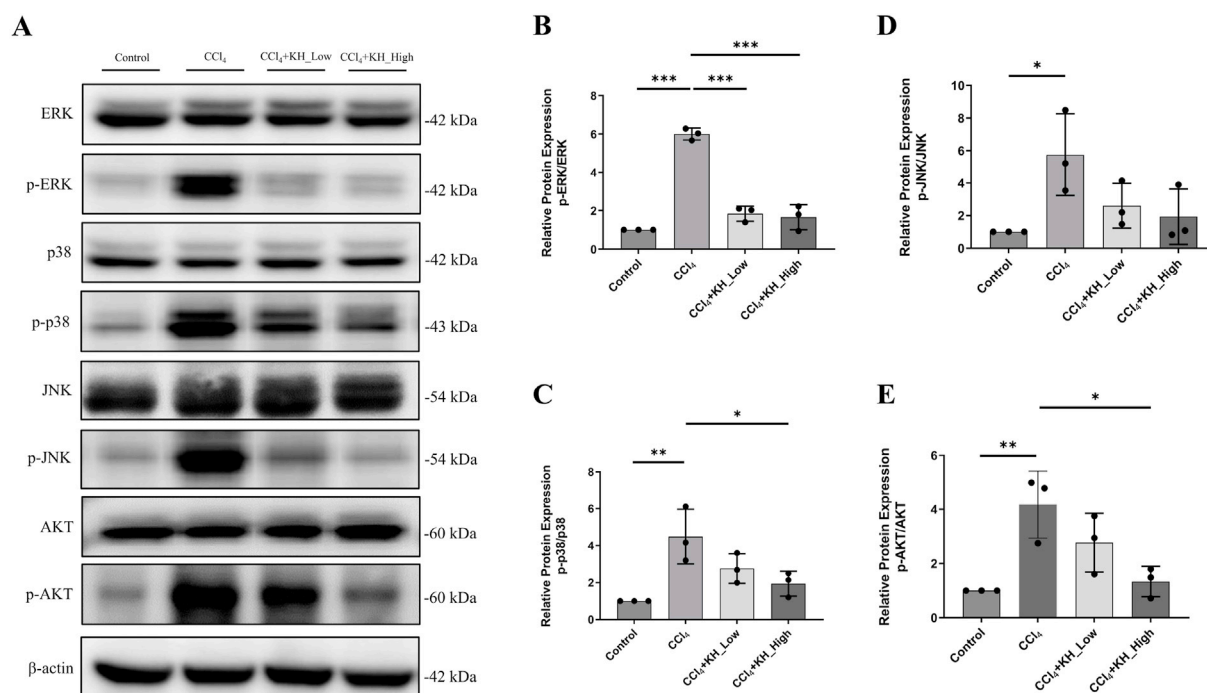 A
Control
CCl₄
CCl₄+KH_Low
CCl₄+KH_High
ERK
-42 kDa
p-ERK
-42 kDa
p38
-42 kDa
p-p38
-43 kDa
JNK
-54 kDa
p-JNK
-54 kDa
AKT
-60 kDa
p-AKT
-60 kDa
β-actin
-42 kDa
B
Relative Protein Expression
p-ERK/ERK
8
6
4
2
0
***
***
***
Control
CCl₄
CCl₄+KH_Low
CCl₄+KH_High
D
Relative Protein Expression
p-JNK/JNK
10
8
6
4
2
0
*
Control
CCl₄
CCl₄+KH_Low
CCl₄+KH_High
C
Relative Protein Expression
p-p38/p38
8
6
4
2
0
**
*
Control
CCl₄
CCl₄+KH_Low
CCl₄+KH_High
E
Relative Protein Expression
p-AKT/AKT
6
4
2
0
**
*
Control
CCl₄
CCl₄+KH_Low
CCl₄+KH_High